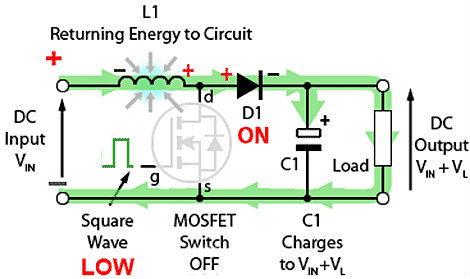 L1
Returning Energy to Circuit
+ - + + -
d
D1
ON
DC
Input
VIN
g
s
+
C1
Load
DC
Output
VIN + VL
Square
Wave
LOW
MOSFET
Switch
OFF
C1
Charges
to VIN+VL